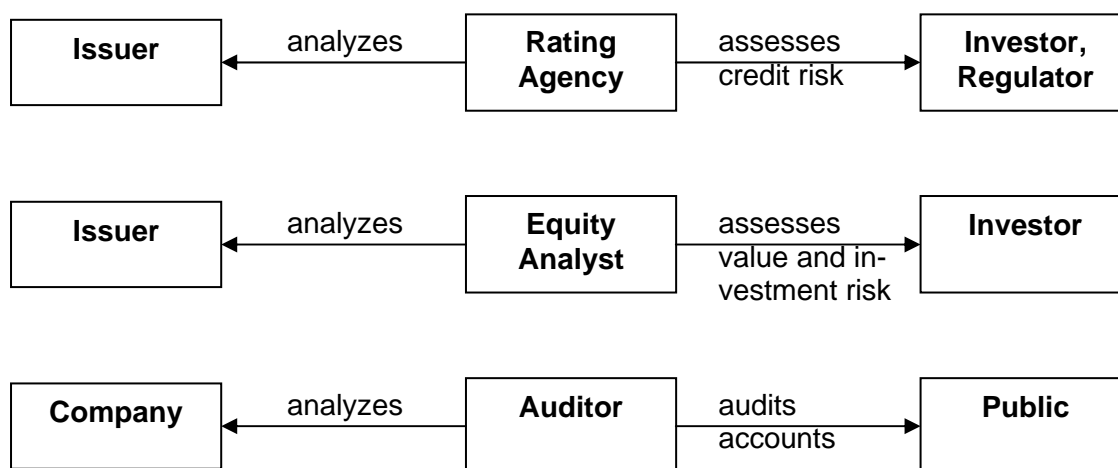 Issuer
analyzes
Rating
Agency
assesses
credit risk
Investor,
Regulator
Issuer
analyzes
Equity
Analyst
assesses
value and in-
vestment risk
Investor
Company
analyzes
Auditor
audits
accounts
Public